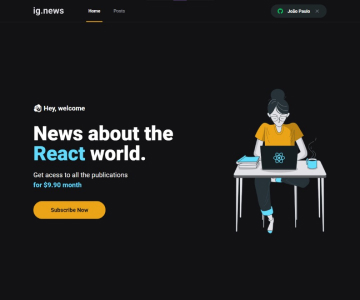 ig.news
Home
Posts
João Paulo
Hey, welcome
News about the
React world.
Get acess to all the publications
for $9.90 month
Subscribe Now